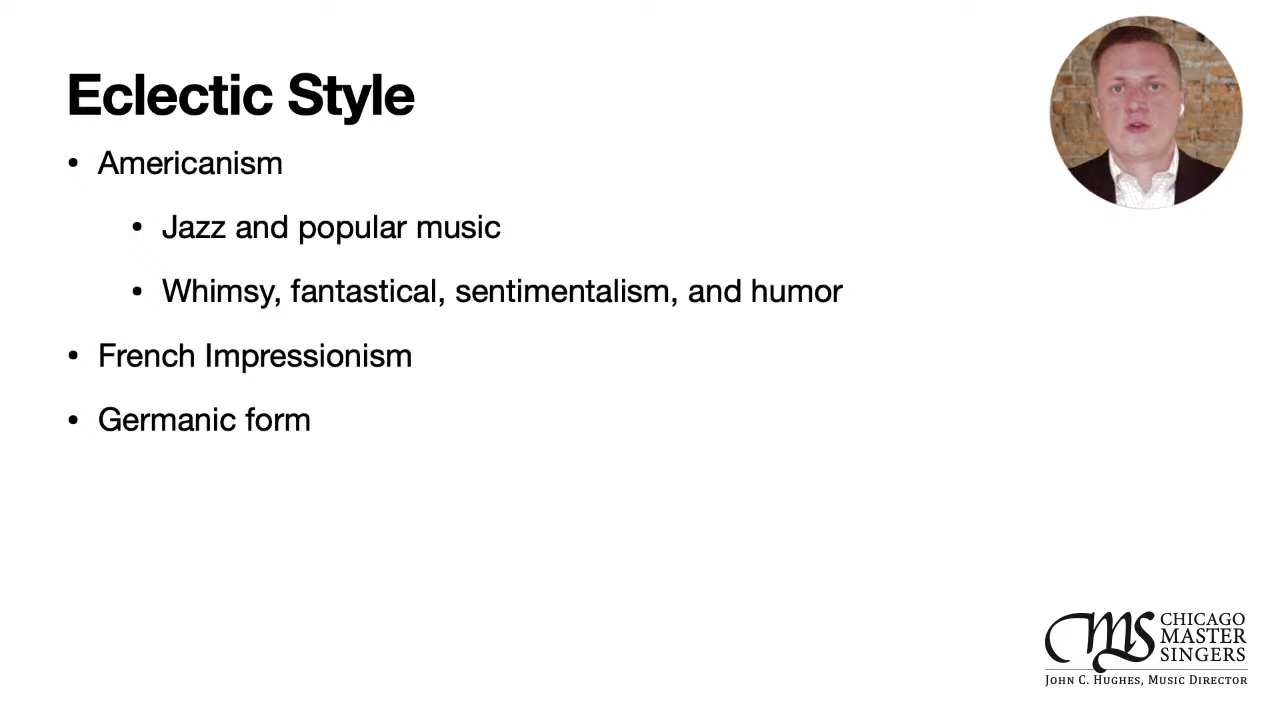 Eclectic Style
• Americanism
• Jazz and popular music
• Whimsy, fantastical, sentimentalism, and humor
• French Impressionism
• Germanic form
CMS
CHICAGO
MASTER
SINGERS
John C. Hughes, Music Director